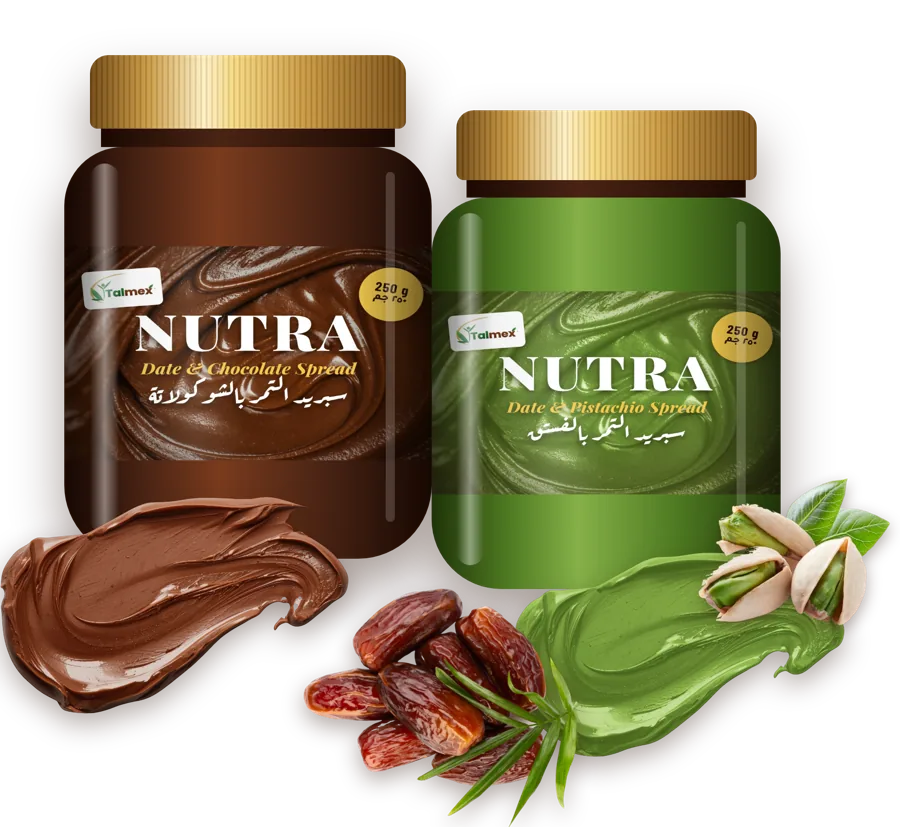 Talmex
250 g
٢٥٠ جم
NUTRA
Date & Chocolate Spread
سبريد التمر بالشوكولاتة
Talmex
250 g
٢٥٠ جم
NUTRA
Date & Pistachio Spread
سبريد التمر بالفستق